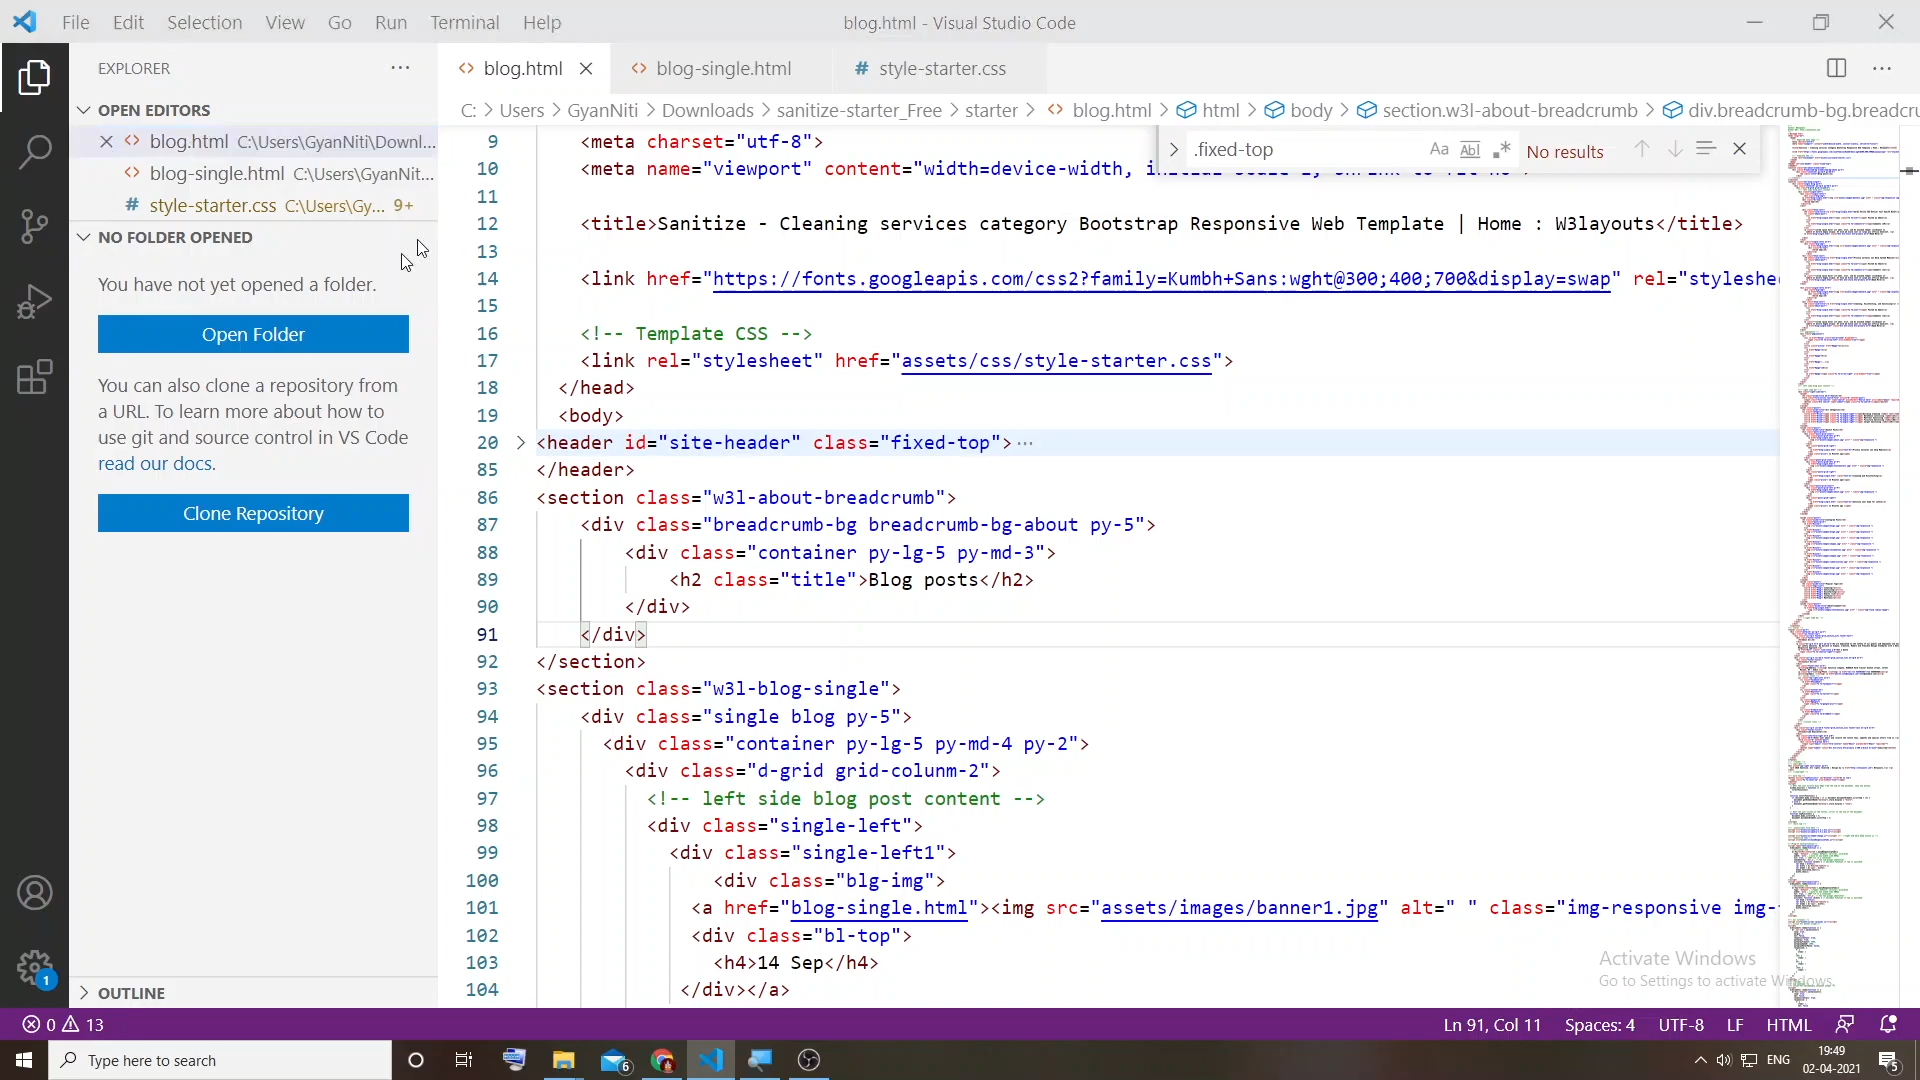 File Edit Selection View Go Run Terminal Help
blog.html - Visual Studio Code
EXPLORER
OPEN EDITORS
blog.html C:\Users\GyanNiti\Downl...
blog-single.html C:\Users\GyanNit...
# style-starter.css C:\Users\Gy... 9+
NO FOLDER OPENED
You have not yet opened a folder.
Open Folder
You can also clone a repository from
a URL. To learn more about how to
use git and source control in VS Code
read our docs.
Clone Repository
OUTLINE
1
blog.html
blog-single.html
# style-starter.css
C: > Users > GyanNiti > Downloads > sanitize-starter_Free > starter > blog.html > html > body > section.w3l-about-breadcrumb > div.breadcrumb-bg.breadcru
.fixed-top
Aa Abl .* No results
9 <meta charset="utf-8">
10 <meta name="viewport" content="width=device-width,
11
12 <title>Sanitize - Cleaning services category Bootstrap Responsive Web Template | Home : W3layouts</title>
13
14 <link href="https://fonts.googleapis.com/css2?family=Kumbh+Sans:wght@300;400;700&display=swap" rel="styleshe
15
16 <!-- Template CSS -->
17 <link rel="stylesheet" href="assets/css/style-starter.css">
18 </head>
19 <body>
20 <header id="site-header" class="fixed-top">...
85 </header>
86 <section class="w3l-about-breadcrumb">
87 <div class="breadcrumb-bg breadcrumb-bg-about py-5">
88 <div class="container py-lg-5 py-md-3">
89 <h2 class="title">Blog posts</h2>
90 </div>
91 </div>
92 </section>
93 <section class="w3l-blog-single">
94 <div class="single blog py-5">
95 <div class="container py-lg-5 py-md-4 py-2">
96 <div class="d-grid grid-colunm-2">
97 <!-- left side blog post content -->
98 <div class="single-left">
99 <div class="single-left1">
100 <div class="blg-img">
101 <a href="blog-single.html"><img src="assets/images/banner1.jpg" alt=" " class="img-responsive img-
102 <div class="bl-top">
103 <h4>14 Sep</h4>
104 </div></a>
Activate Windows
Go to Settings to activate Windows.
0 13
Ln 91, Col 11 Spaces: 4 UTF-8 LF HTML
Type here to search
6
ENG
19:49
02-04-2021
5